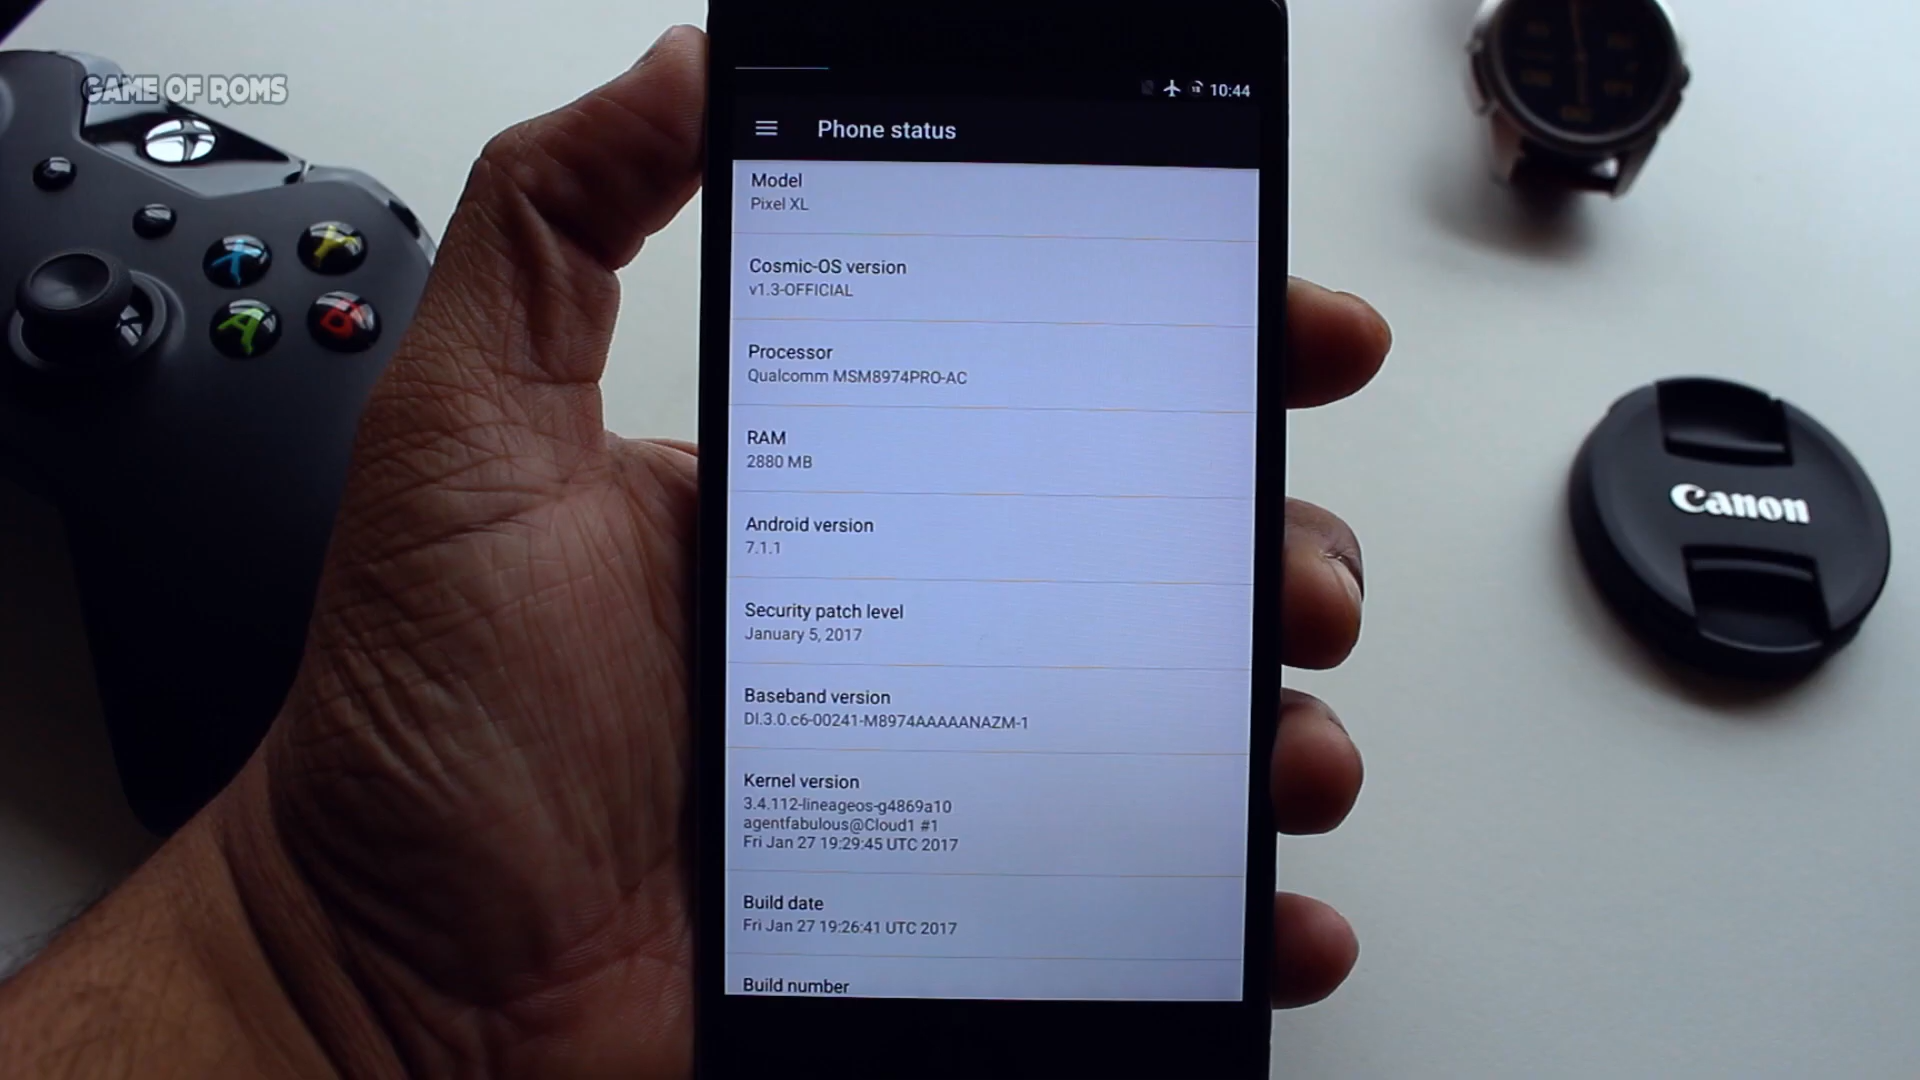 GAME OF ROMS
10:44
Phone status
Model
Pixel XL
Cosmic-OS version
v1.3-OFFICIAL
Processor
Qualcomm MSM8974PRO-AC
RAM
2880 MB
Android version
7.1.1
Security patch level
January 5, 2017
Baseband version
DI.3.0.c6-00241-M8974AAAAANAZM-1
Kernel version
3.4.112-lineageos-g4869a10
agentfabulous@Cloud1 #1
Fri Jan 27 19:29:45 UTC 2017
Build date
Fri Jan 27 19:26:41 UTC 2017
Build number
X
Y
A
B
Canon